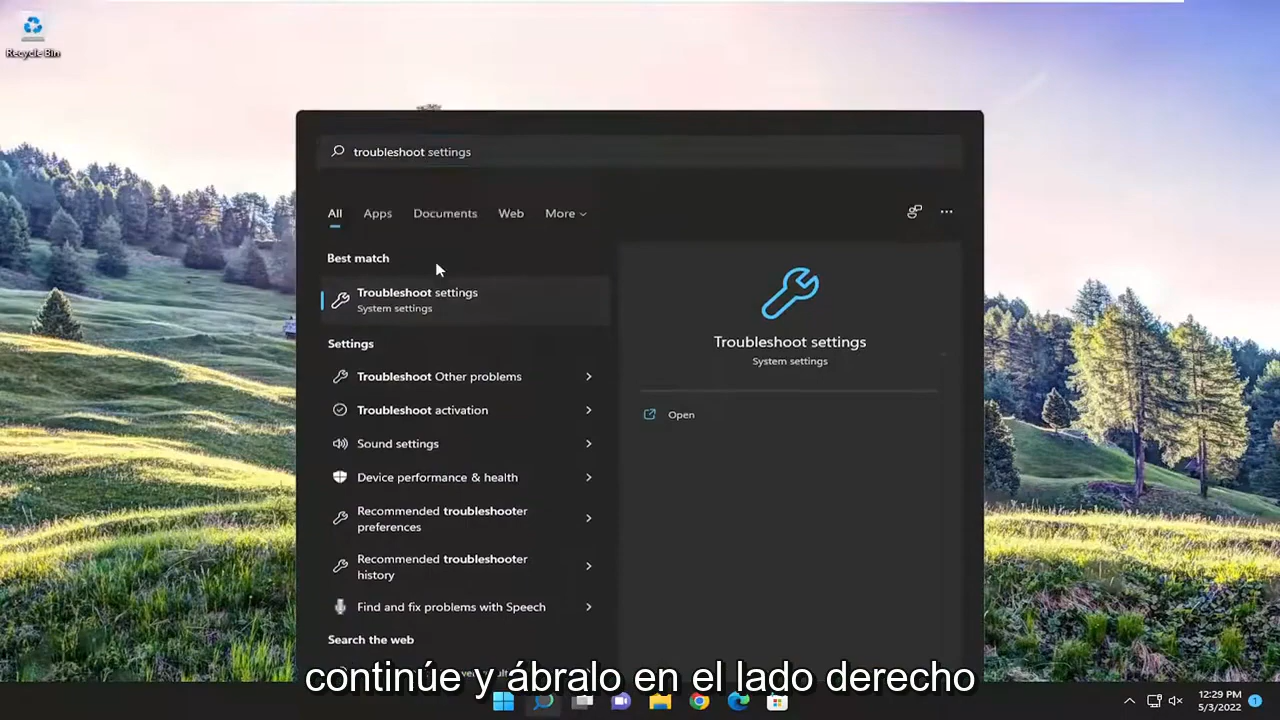 Recycle Bin
troubleshoot settings
All Apps Documents Web More
Best match
Troubleshoot settings
System settings
Settings
Troubleshoot Other problems
Troubleshoot activation
Sound settings
Device performance & health
Recommended troubleshooter
preferences
Recommended troubleshooter
history
Find and fix problems with Speech
Search the web
Troubleshoot settings
System settings
Open
continúe y ábralo en el lado derecho
12:29 PM
5/3/2022
1